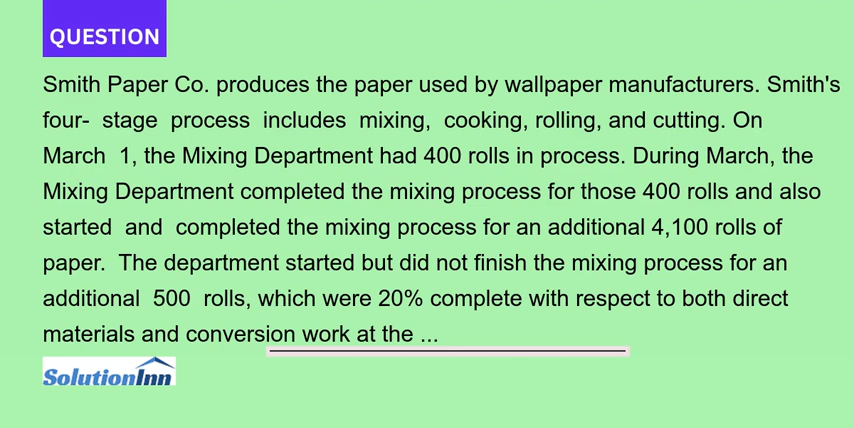 QUESTION
Smith Paper Co. produces the paper used by wallpaper manufacturers. Smith's
four- stage process includes mixing, cooking, rolling, and cutting. On
March 1, the Mixing Department had 400 rolls in process. During March, the
Mixing Department completed the mixing process for those 400 rolls and also
started and completed the mixing process for an additional 4,100 rolls of
paper. The department started but did not finish the mixing process for an
additional 500 rolls, which were 20% complete with respect to both direct
materials and conversion work at the ...
SolutionInn